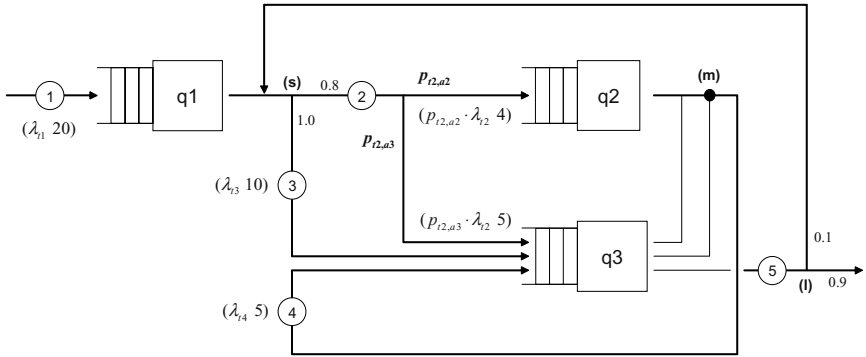 1
(λt1 20)
q1
(s)
0.8
2
1.0
pt2,a2
(pt2,a2 · λt2 4)
pt2,a3
q2
(m)
(λt3 10)
3
(pt2,a3 · λt2 5)
q3
(λt4 5)
4
5
0.1
(l)
0.9